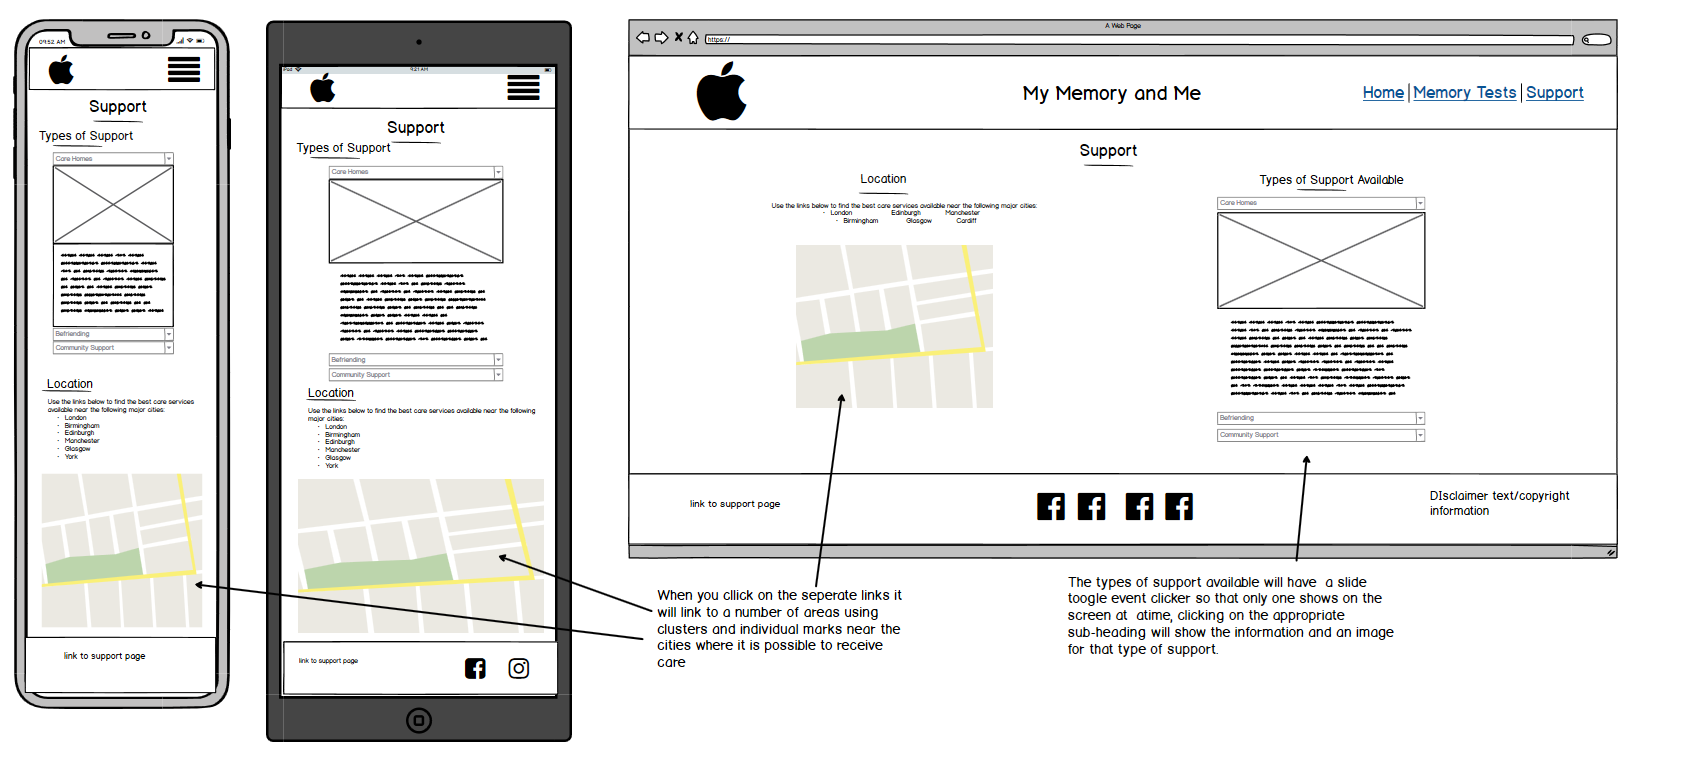 09:52 AM
Support
Types of Support
Care Homes
Befriending
Community Support
Location
Use the links below to find the best care services
available near the following major cities:
· London
· Birmingham
· Edinburgh
· Manchester
· Glasgow
· York
link to support page
iPod
9:21 AM
Support
Types of Support
Care Homes
Befriending
Community Support
Location
Use the links below to find the best care services available near the following
major cities:
· London
· Birmingham
· Edinburgh
· Manchester
· Glasgow
· York
link to support page
A Web Page
https://
My Memory and Me
Home | Memory Tests | Support
Support
Location
Use the links below to find the best care services available near the following major cities:
· London Edinburgh Manchester
· Birmingham Glasgow Cardiff
Types of Support Available
Care Homes
Befriending
Community Support
link to support page
DIsclaimer text/copyright
information
When you cllick on the seperate links it
will link to a number of areas using
clusters and individual marks near the
cities where it is possible to receive
care
The types of support available will have a slide
toogle event clicker so that only one shows on the
screen at atime, clicking on the appropriate
sub-heading will show the information and an image
for that type of support.